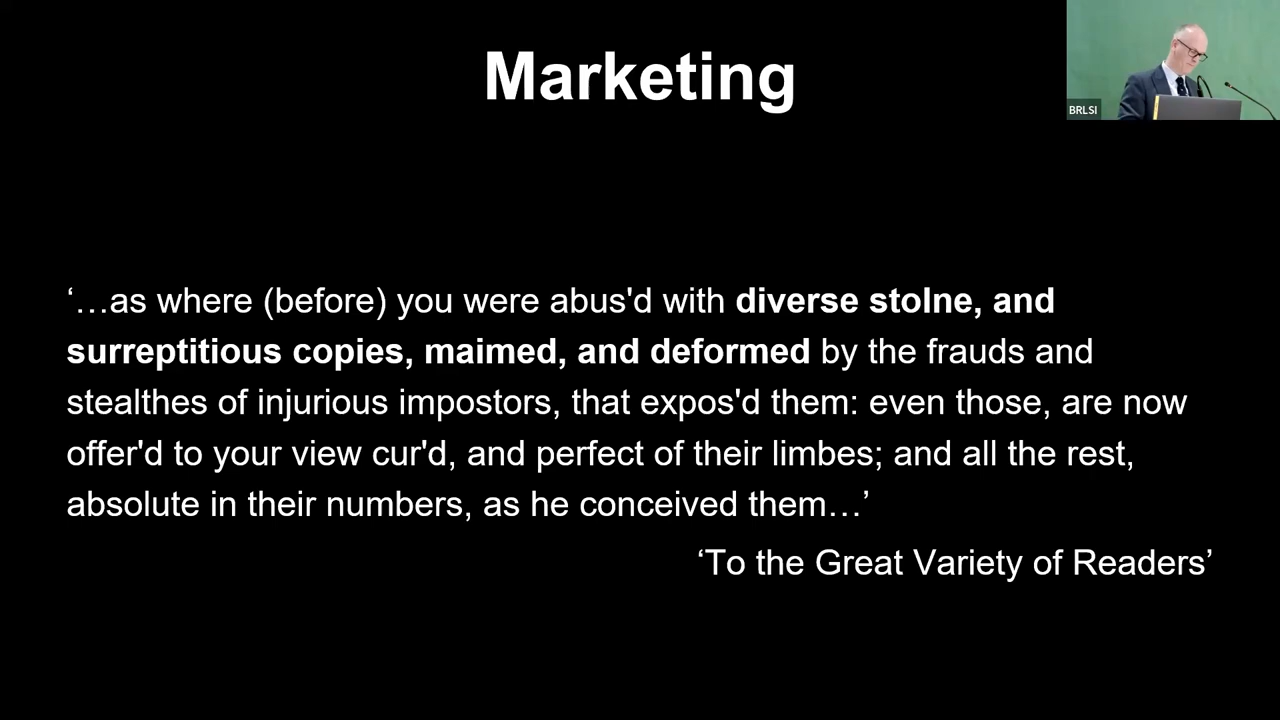 Marketing
BRLSI
‘…as where (before) you were abus'd with diverse stolne, and
surreptitious copies, maimed, and deformed by the frauds and
stealthes of injurious impostors, that expos'd them: even those, are now
offer'd to your view cur'd, and perfect of their limbes; and all the rest,
absolute in their numbers, as he conceived them…’
‘To the Great Variety of Readers’